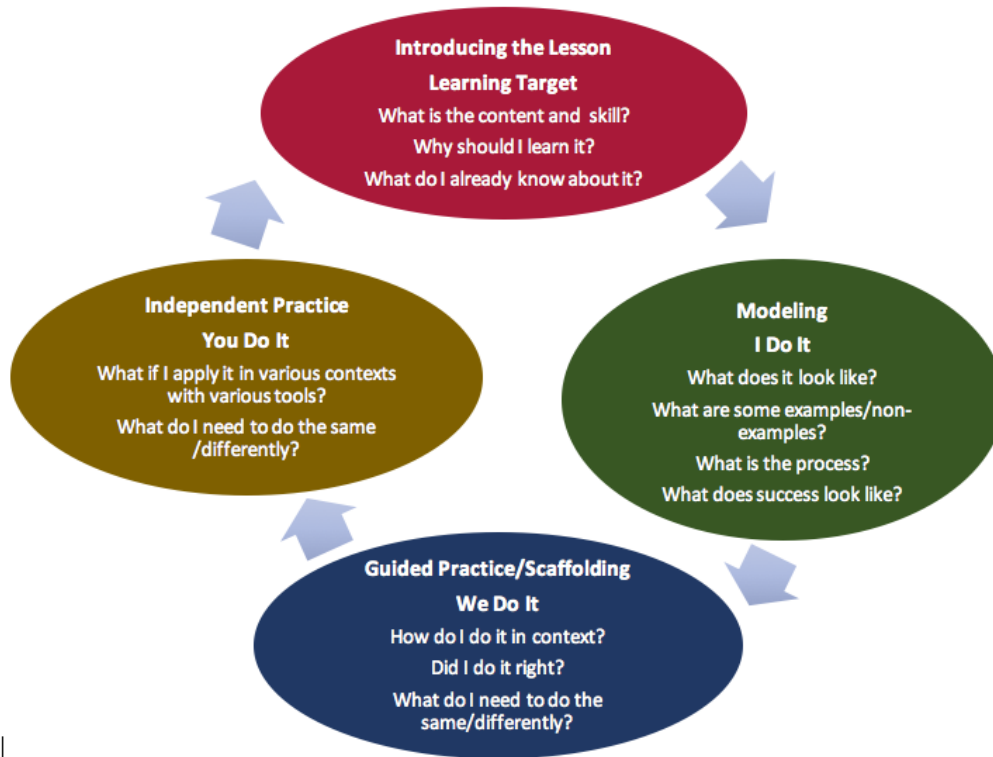 Introducing the Lesson
Learning Target
What is the content and skill?
Why should I learn it?
What do I already know about it?
Modeling
I Do It
What does it look like?
What are some examples/non-
examples?
What is the process?
What does success look like?
Guided Practice/Scaffolding
We Do It
How do I do it in context?
Did I do it right?
What do I need to do the
same/differently?
Independent Practice
You Do It
What if I apply it in various contexts
with various tools?
What do I need to do the same
/differently?